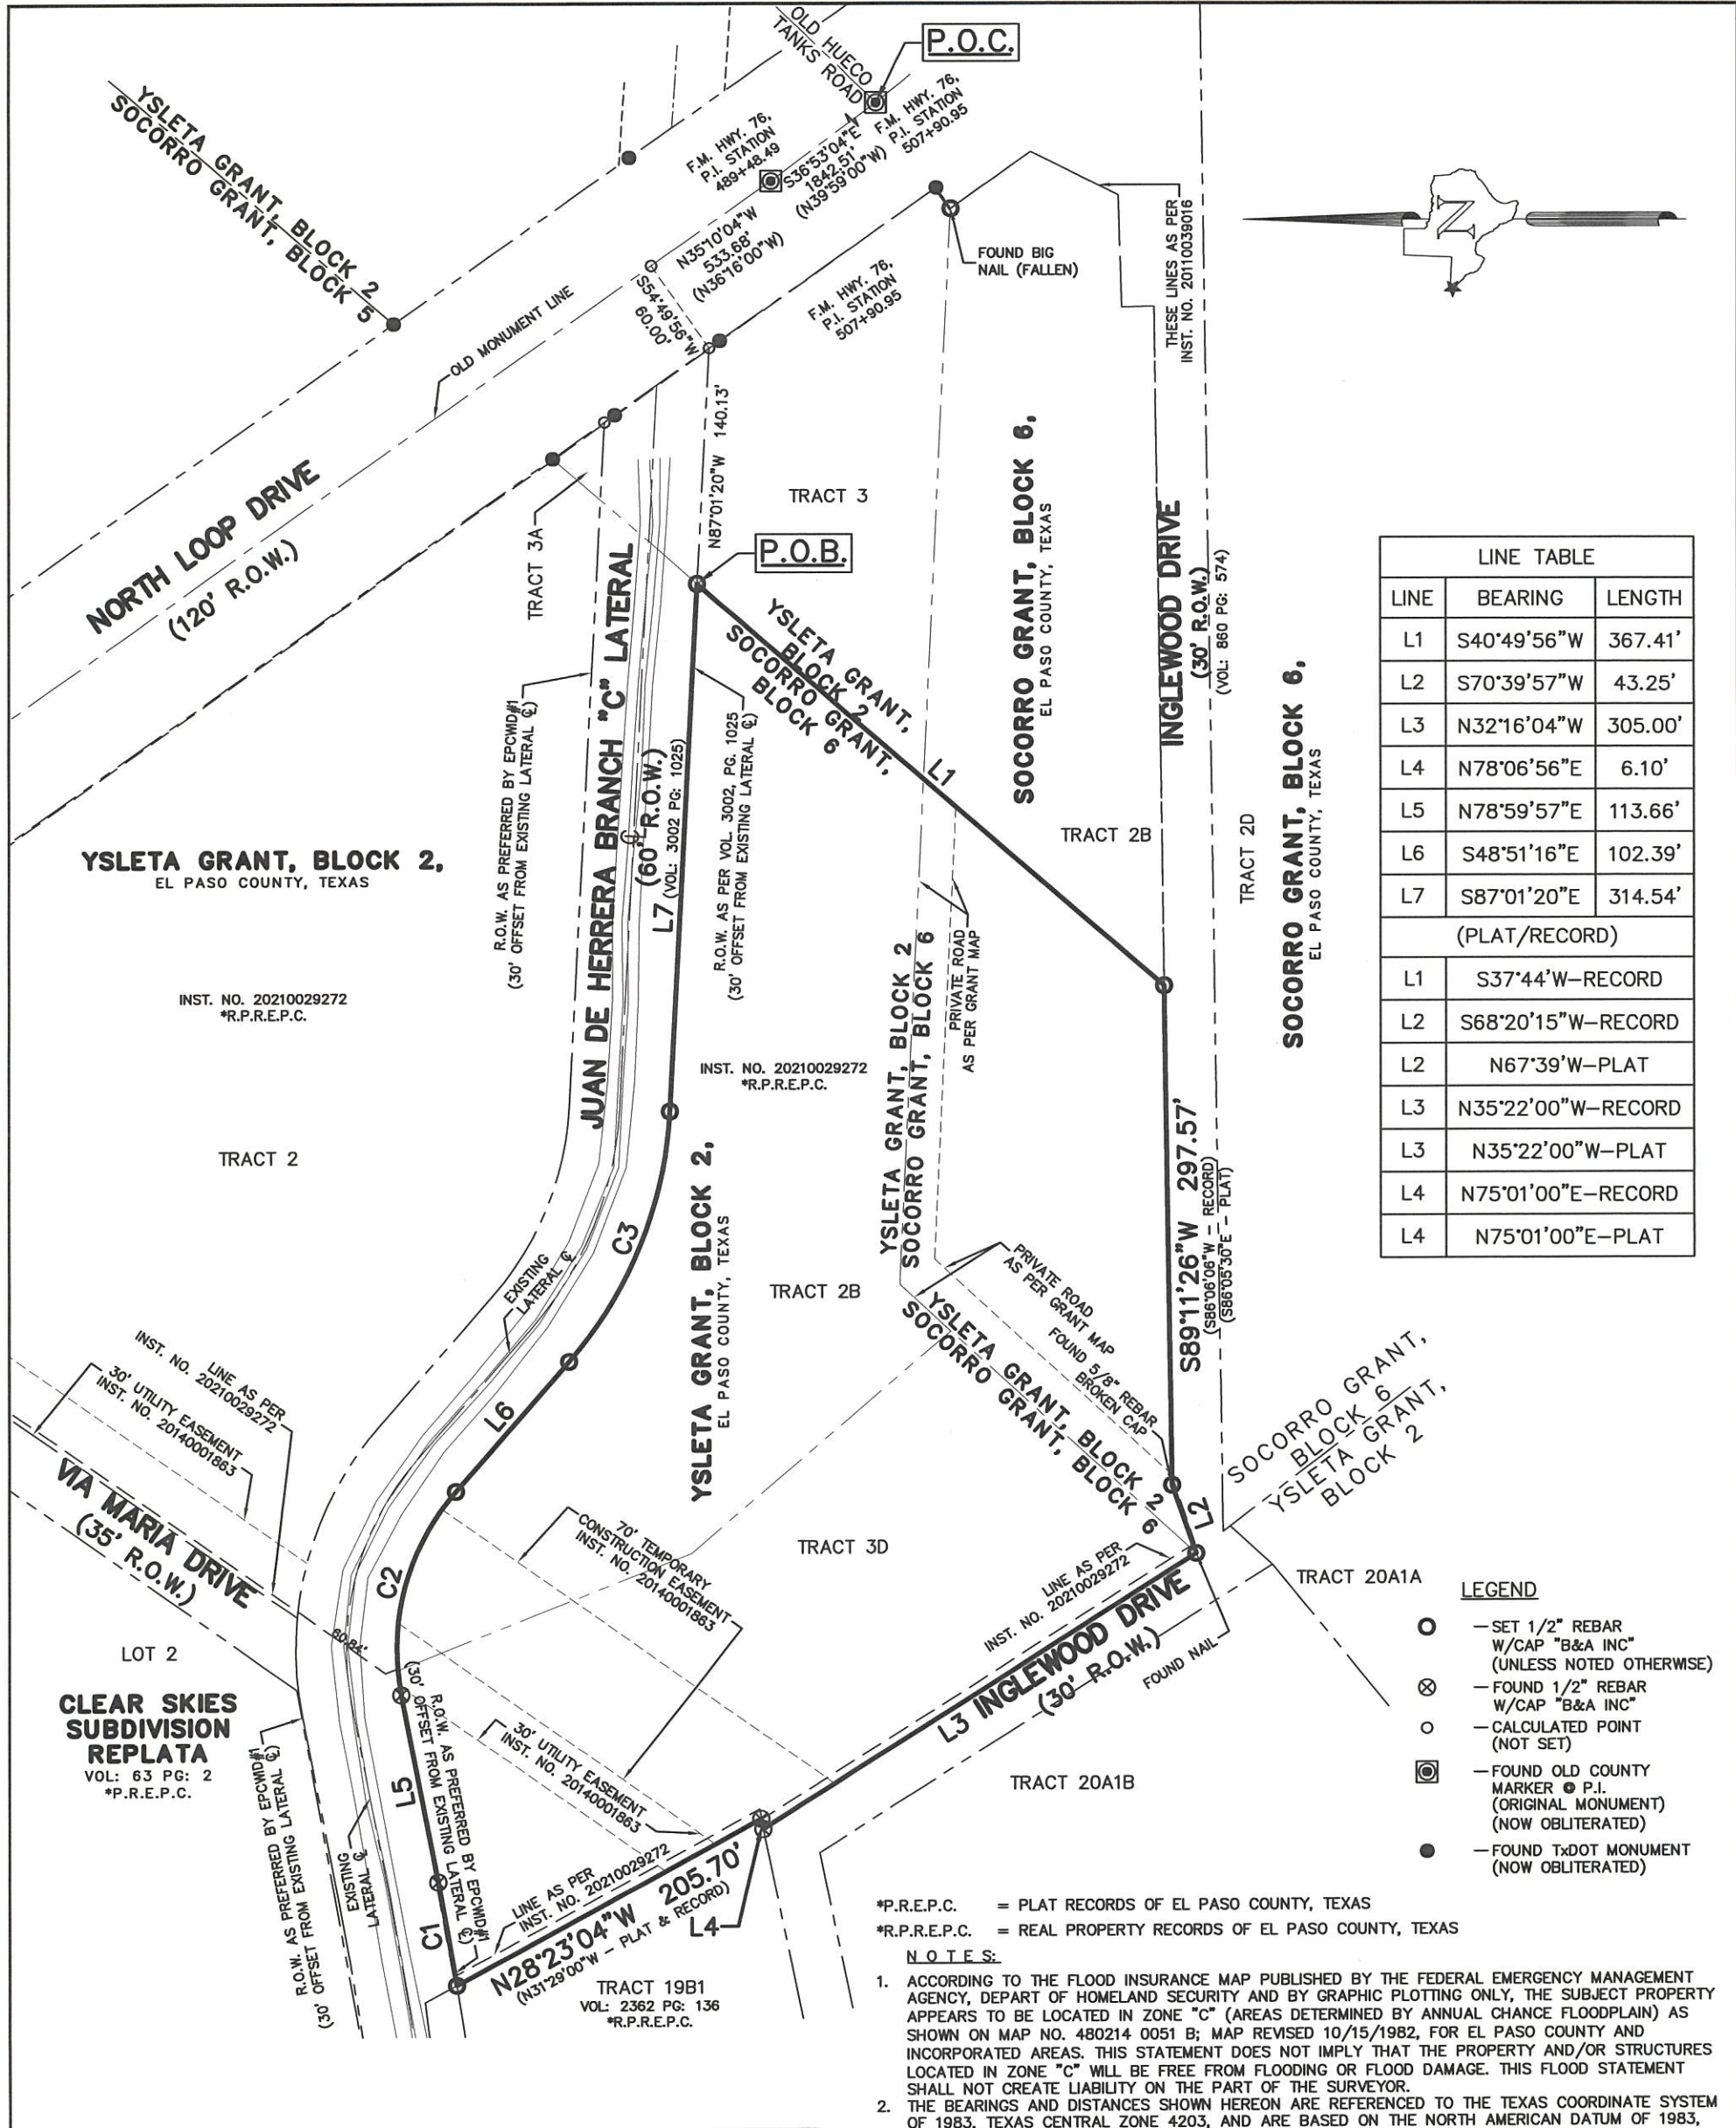 OLD HUECO
TANKS ROAD
P.O.C.
F.M. HWY. 76,
P.I. STATION
507+90.95
F.M. HWY. 76,
P.I. STATION
489+48.49
S36°53'04"E
1842.51'
(N39°59'00"W)
YSLETA GRANT, BLOCK 2
SOCORRO GRANT, BLOCK 5
N35°10'04"W
533.68'
(N36°16'00"W)
S54°49'56"W
60.00'
OLD MONUMENT LINE
F.M. HWY. 76,
P.I. STATION
507+90.95
FOUND BIG
NAIL (FALLEN)
THESE LINES AS PER
INST. NO. 20110039016
N
NORTH LOOP DRIVE
(120' R.O.W.)
N87°01'20"W 140.13'
TRACT 3
TRACT 3A
P.O.B.
SOCORRO GRANT, BLOCK 6,
EL PASO COUNTY, TEXAS
INGLEWOOD DRIVE
(30' R.O.W.)
(VOL: 860 PG: 574)
YSLETA GRANT,
BLOCK 2
SOCORRO GRANT,
BLOCK 6
L1
JUAN DE HERRERA BRANCH "C" LATERAL
(60' R.O.W.)
(VOL: 3002 PG: 1025)
L7
R.O.W. AS PREFERRED BY EPCWID#1
(30' OFFSET FROM EXISTING LATERAL ℄)
R.O.W. AS PER VOL. 3002, PG. 1025
(30' OFFSET FROM EXISTING LATERAL ℄)
℄
YSLETA GRANT, BLOCK 2,
EL PASO COUNTY, TEXAS
TRACT 2B
TRACT 2D
SOCORRO GRANT, BLOCK 6,
EL PASO COUNTY, TEXAS
LINE TABLE
LINE BEARING LENGTH
L1 S40°49'56"W 367.41'
L2 S70°39'57"W 43.25'
L3 N32°16'04"W 305.00'
L4 N78°06'56"E 6.10'
L5 N78°59'57"E 113.66'
L6 S48°51'16"E 102.39'
L7 S87°01'20"E 314.54'
(PLAT/RECORD)
L1 S37°44'W-RECORD
L2 S68°20'15"W-RECORD
L2 N67°39'W-PLAT
L3 N35°22'00"W-RECORD
L3 N35°22'00"W-PLAT
L4 N75°01'00"E-RECORD
L4 N75°01'00"E-PLAT
INST. NO. 20210029272
*R.P.R.E.P.C.
INST. NO. 20210029272
*R.P.R.E.P.C.
YSLETA GRANT, BLOCK 2
SOCORRO GRANT, BLOCK 6
PRIVATE ROAD
AS PER GRANT MAP
TRACT 2
C3
YSLETA GRANT, BLOCK 2,
EL PASO COUNTY, TEXAS
S89°11'26"W 297.57'
(S86°06'06"W - RECORD)
(S86°05'30"E - PLAT)
EXISTING
LATERAL ℄
TRACT 2B
PRIVATE ROAD
AS PER GRANT MAP
FOUND 5/8" REBAR
BROKEN CAP
YSLETA GRANT, BLOCK 2
SOCORRO GRANT, BLOCK 6
LINE AS PER
INST. NO. 20210029272
30' UTILITY EASEMENT
INST. NO. 20140001863
L6
SOCORRO GRANT,
BLOCK 6
YSLETA GRANT,
BLOCK 2
VIA MARIA DRIVE
(35' R.O.W.)
L2
C2
70' TEMPORARY
CONSTRUCTION EASEMENT
INST. NO. 20140001863
TRACT 3D
LINE AS PER
INST. NO. 20210029272
TRACT 20A1A
60.84'
LOT 2
CLEAR SKIES
SUBDIVISION
REPLATA
VOL: 63 PG: 2
*P.R.E.P.C.
L3 INGLEWOOD DRIVE
(30' R.O.W.)
FOUND NAIL
R.O.W. AS PREFERRED BY EPCWID#1
(30' OFFSET FROM EXISTING LATERAL ℄)
R.O.W. AS PREFERRED BY EPCWID#1
(30' OFFSET FROM EXISTING LATERAL ℄)
L5
30' UTILITY EASEMENT
INST. NO. 20140001863
TRACT 20A1B
EXISTING
LATERAL ℄
LINE AS PER
INST. NO. 20210029272
C1
N28°23'04"W 205.70'
(N31°29'00"W - PLAT & RECORD)
L4
TRACT 19B1
VOL: 2362 PG: 136
*R.P.R.E.P.C.
LEGEND
—SET 1/2" REBAR
W/CAP "B&A INC"
(UNLESS NOTED OTHERWISE)
—FOUND 1/2" REBAR
W/CAP "B&A INC"
—CALCULATED POINT
(NOT SET)
—FOUND OLD COUNTY
MARKER @ P.I.
(ORIGINAL MONUMENT)
(NOW OBLITERATED)
—FOUND TxDOT MONUMENT
(NOW OBLITERATED)
*P.R.E.P.C. = PLAT RECORDS OF EL PASO COUNTY, TEXAS
*R.P.R.E.P.C. = REAL PROPERTY RECORDS OF EL PASO COUNTY, TEXAS
NOTES:
1. ACCORDING TO THE FLOOD INSURANCE MAP PUBLISHED BY THE FEDERAL EMERGENCY MANAGEMENT
AGENCY, DEPART OF HOMELAND SECURITY AND BY GRAPHIC PLOTTING ONLY, THE SUBJECT PROPERTY
APPEARS TO BE LOCATED IN ZONE "C" (AREAS DETERMINED BY ANNUAL CHANCE FLOODPLAIN) AS
SHOWN ON MAP NO. 480214 0051 B; MAP REVISED 10/15/1982, FOR EL PASO COUNTY AND
INCORPORATED AREAS. THIS STATEMENT DOES NOT IMPLY THAT THE PROPERTY AND/OR STRUCTURES
LOCATED IN ZONE "C" WILL BE FREE FROM FLOODING OR FLOOD DAMAGE. THIS FLOOD STATEMENT
SHALL NOT CREATE LIABILITY ON THE PART OF THE SURVEYOR.
2. THE BEARINGS AND DISTANCES SHOWN HEREON ARE REFERENCED TO THE TEXAS COORDINATE SYSTEM
OF 1983, TEXAS CENTRAL ZONE 4203, AND ARE BASED ON THE NORTH AMERICAN DATUM OF 1983,